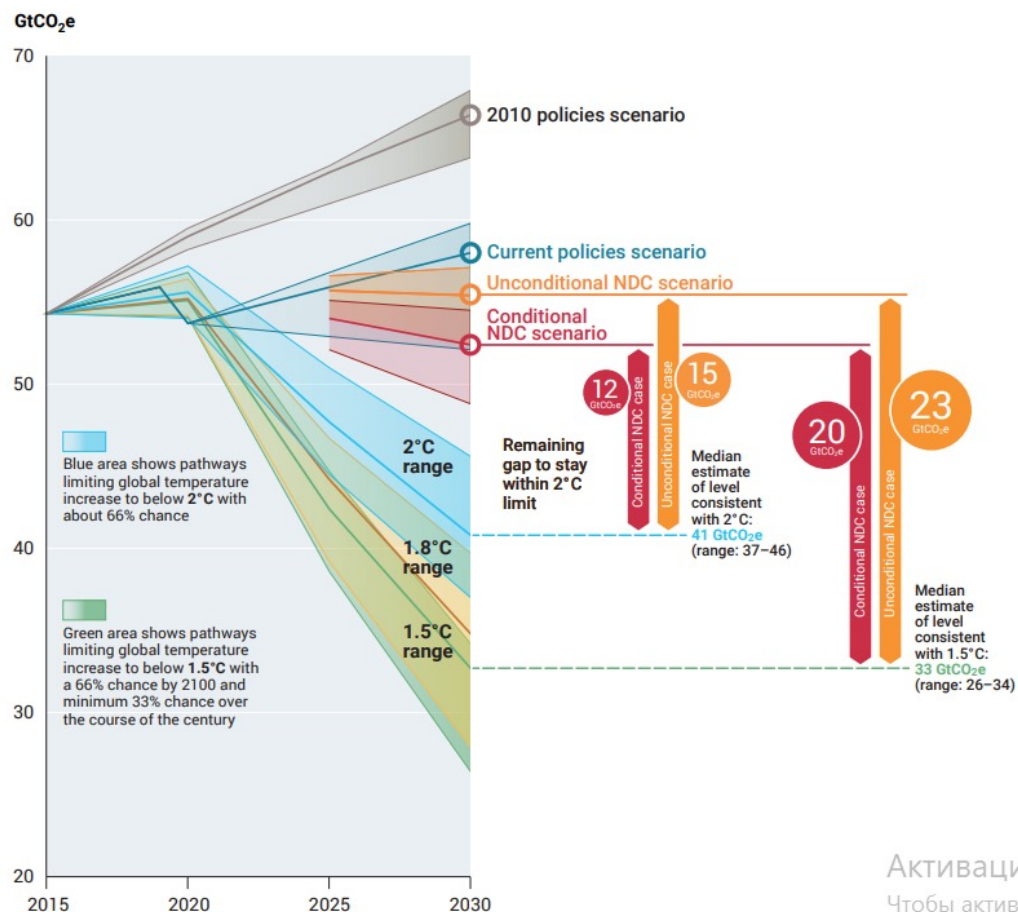 GtCO₂e
70
60
50
40
30
20
2015
2020
2025
2030
2010 policies scenario
Current policies scenario
Unconditional NDC scenario
Conditional
NDC scenario
2°C
range
1.8°C
range
1.5°C
range
Blue area shows pathways
limiting global temperature
increase to below 2°C with
about 66% chance
Green area shows pathways
limiting global temperature
increase to below 1.5°C with
a 66% chance by 2100 and
minimum 33% chance over
the course of the century
Remaining
gap to stay
within 2°C
limit
12
GtCO₂e
Conditional NDC case
Unconditional NDC case
15
GtCO₂e
Median
estimate
of level
consistent
with 2°C:
41 GtCO₂e
(range: 37–46)
20
GtCO₂e
Conditional NDC case
Unconditional NDC case
23
GtCO₂e
Median
estimate
of level
consistent
with 1.5°C:
33 GtCO₂e
(range: 26–34)
Активаци
Чтобы актив